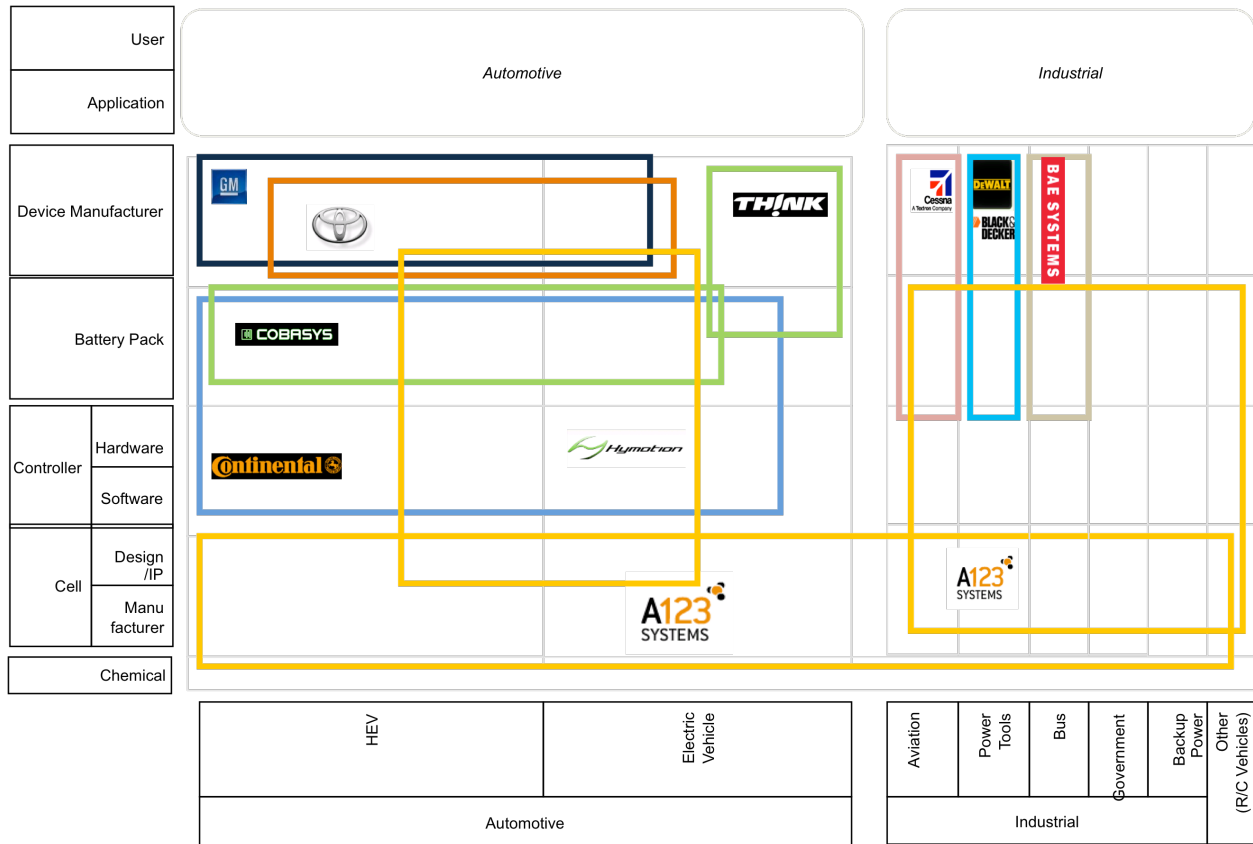 User
Application
Automotive
Industrial
Device Manufacturer
GM
TH!NK
Cessna
A Textron Company
DEWALT
BLACK&
DECKER
BAE SYSTEMS
Battery Pack
COBASYS
Controller
Hardware
Software
Continental
Hymotion
Cell
Design
/IP
Manu
facturer
A123
SYSTEMS
A123
SYSTEMS
Chemical
HEV
Electric
Vehicle
Aviation
Power
Tools
Bus
Government
Backup
Power
Other
(R/C Vehicles)
Automotive
Industrial